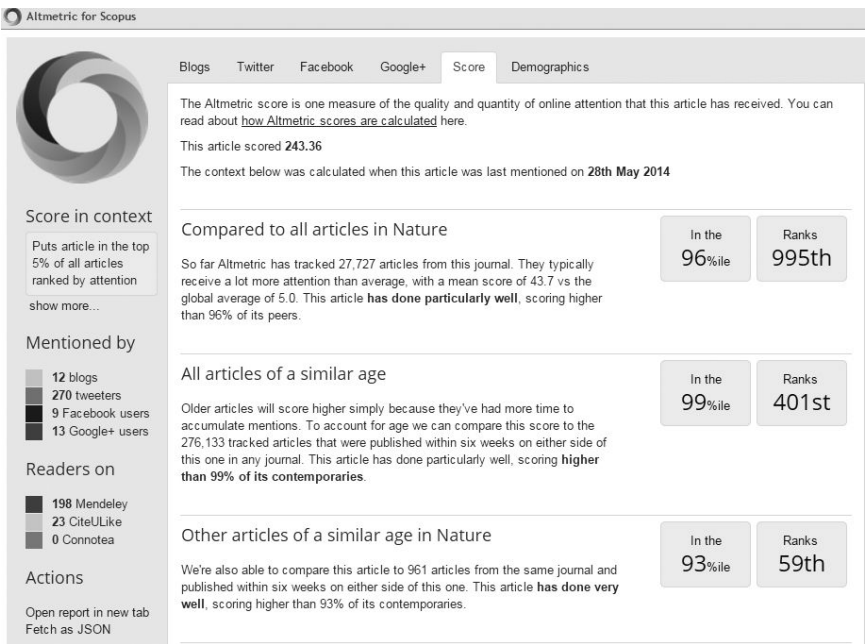 Altmetric for Scopus
Blogs Twitter Facebook Google+ Score Demographics
The Altmetric score is one measure of the quality and quantity of online attention that this article has received. You can
read about how Altmetric scores are calculated here.
This article scored 243.36
The context below was calculated when this article was last mentioned on 28th May 2014
Score in context
Puts article in the top
5% of all articles
ranked by attention
show more...
Mentioned by
12 blogs
270 tweeters
9 Facebook users
13 Google+ users
Readers on
198 Mendeley
23 CiteULike
0 Connotea
Actions
Open report in new tab
Fetch as JSON
Compared to all articles in Nature
So far Altmetric has tracked 27,727 articles from this journal. They typically
receive a lot more attention than average, with a mean score of 43.7 vs the
global average of 5.0. This article has done particularly well, scoring higher
than 96% of its peers.
In the
96%ile
Ranks
995th
All articles of a similar age
Older articles will score higher simply because they've had more time to
accumulate mentions. To account for age we can compare this score to the
276,133 tracked articles that were published within six weeks on either side of
this one in any journal. This article has done particularly well, scoring higher
than 99% of its contemporaries.
In the
99%ile
Ranks
401st
Other articles of a similar age in Nature
We're also able to compare this article to 961 articles from the same journal and
published within six weeks on either side of this one. This article has done very
well, scoring higher than 93% of its contemporaries.
In the
93%ile
Ranks
59th